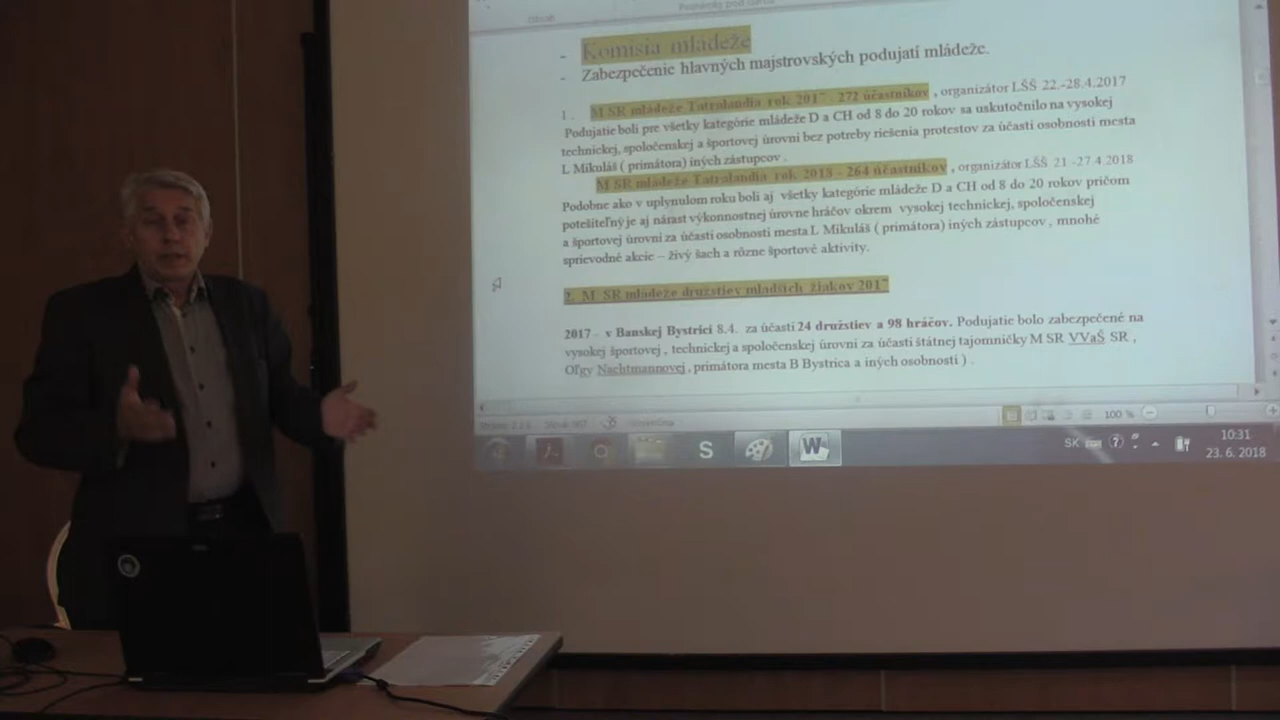 Obsah
- Komisia mládeže
- Zabezpečenie hlavných majstrovských podujatí mládeže.
1. M SR mládeže Tatralandia rok 2017 - 272 účastníkov , organizátor LŠŠ 22.-28.4.2017
Podujatie boli pre všetky kategórie mládeže D a CH od 8 do 20 rokov sa uskutočnilo na vysokej
technickej, spoločenskej a športovej úrovni bez potreby riešenia protestov za účasti osobnosti mesta
L Mikuláš ( primátora) iných zástupcov .
M SR mládeže Tatralandia rok 2018 - 264 účastníkov , organizátor LŠŠ 21.-27.4.2018
Podobne ako v uplynulom roku boli aj všetky kategórie mládeže D a CH od 8 do 20 rokov pričom
potešiteľný je aj nárast výkonnostnej úrovne hráčov okrem vysokej technickej, spoločenskej
a športovej úrovni za účasti osobnosti mesta L Mikuláš ( primátora) iných zástupcov , mnohé
sprievodné akcie – živý šach a rôzne športové aktivity.
2. M SR mládeže družstiev mladších žiakov 2017
2017 – v Banskej Bystrici 8.4. za účasti 24 družstiev a 98 hráčov. Podujatie bolo zabezpečené na
vysokej športovej , technickej a spoločenskej úrovni za účasti štátnej tajomníčky M SR VVaŠ SR ,
Oľgy Nachtmannovej , primátora mesta B Bystrica a iných osobností ) .
100 %
S W SK 10:31
23. 6. 2018